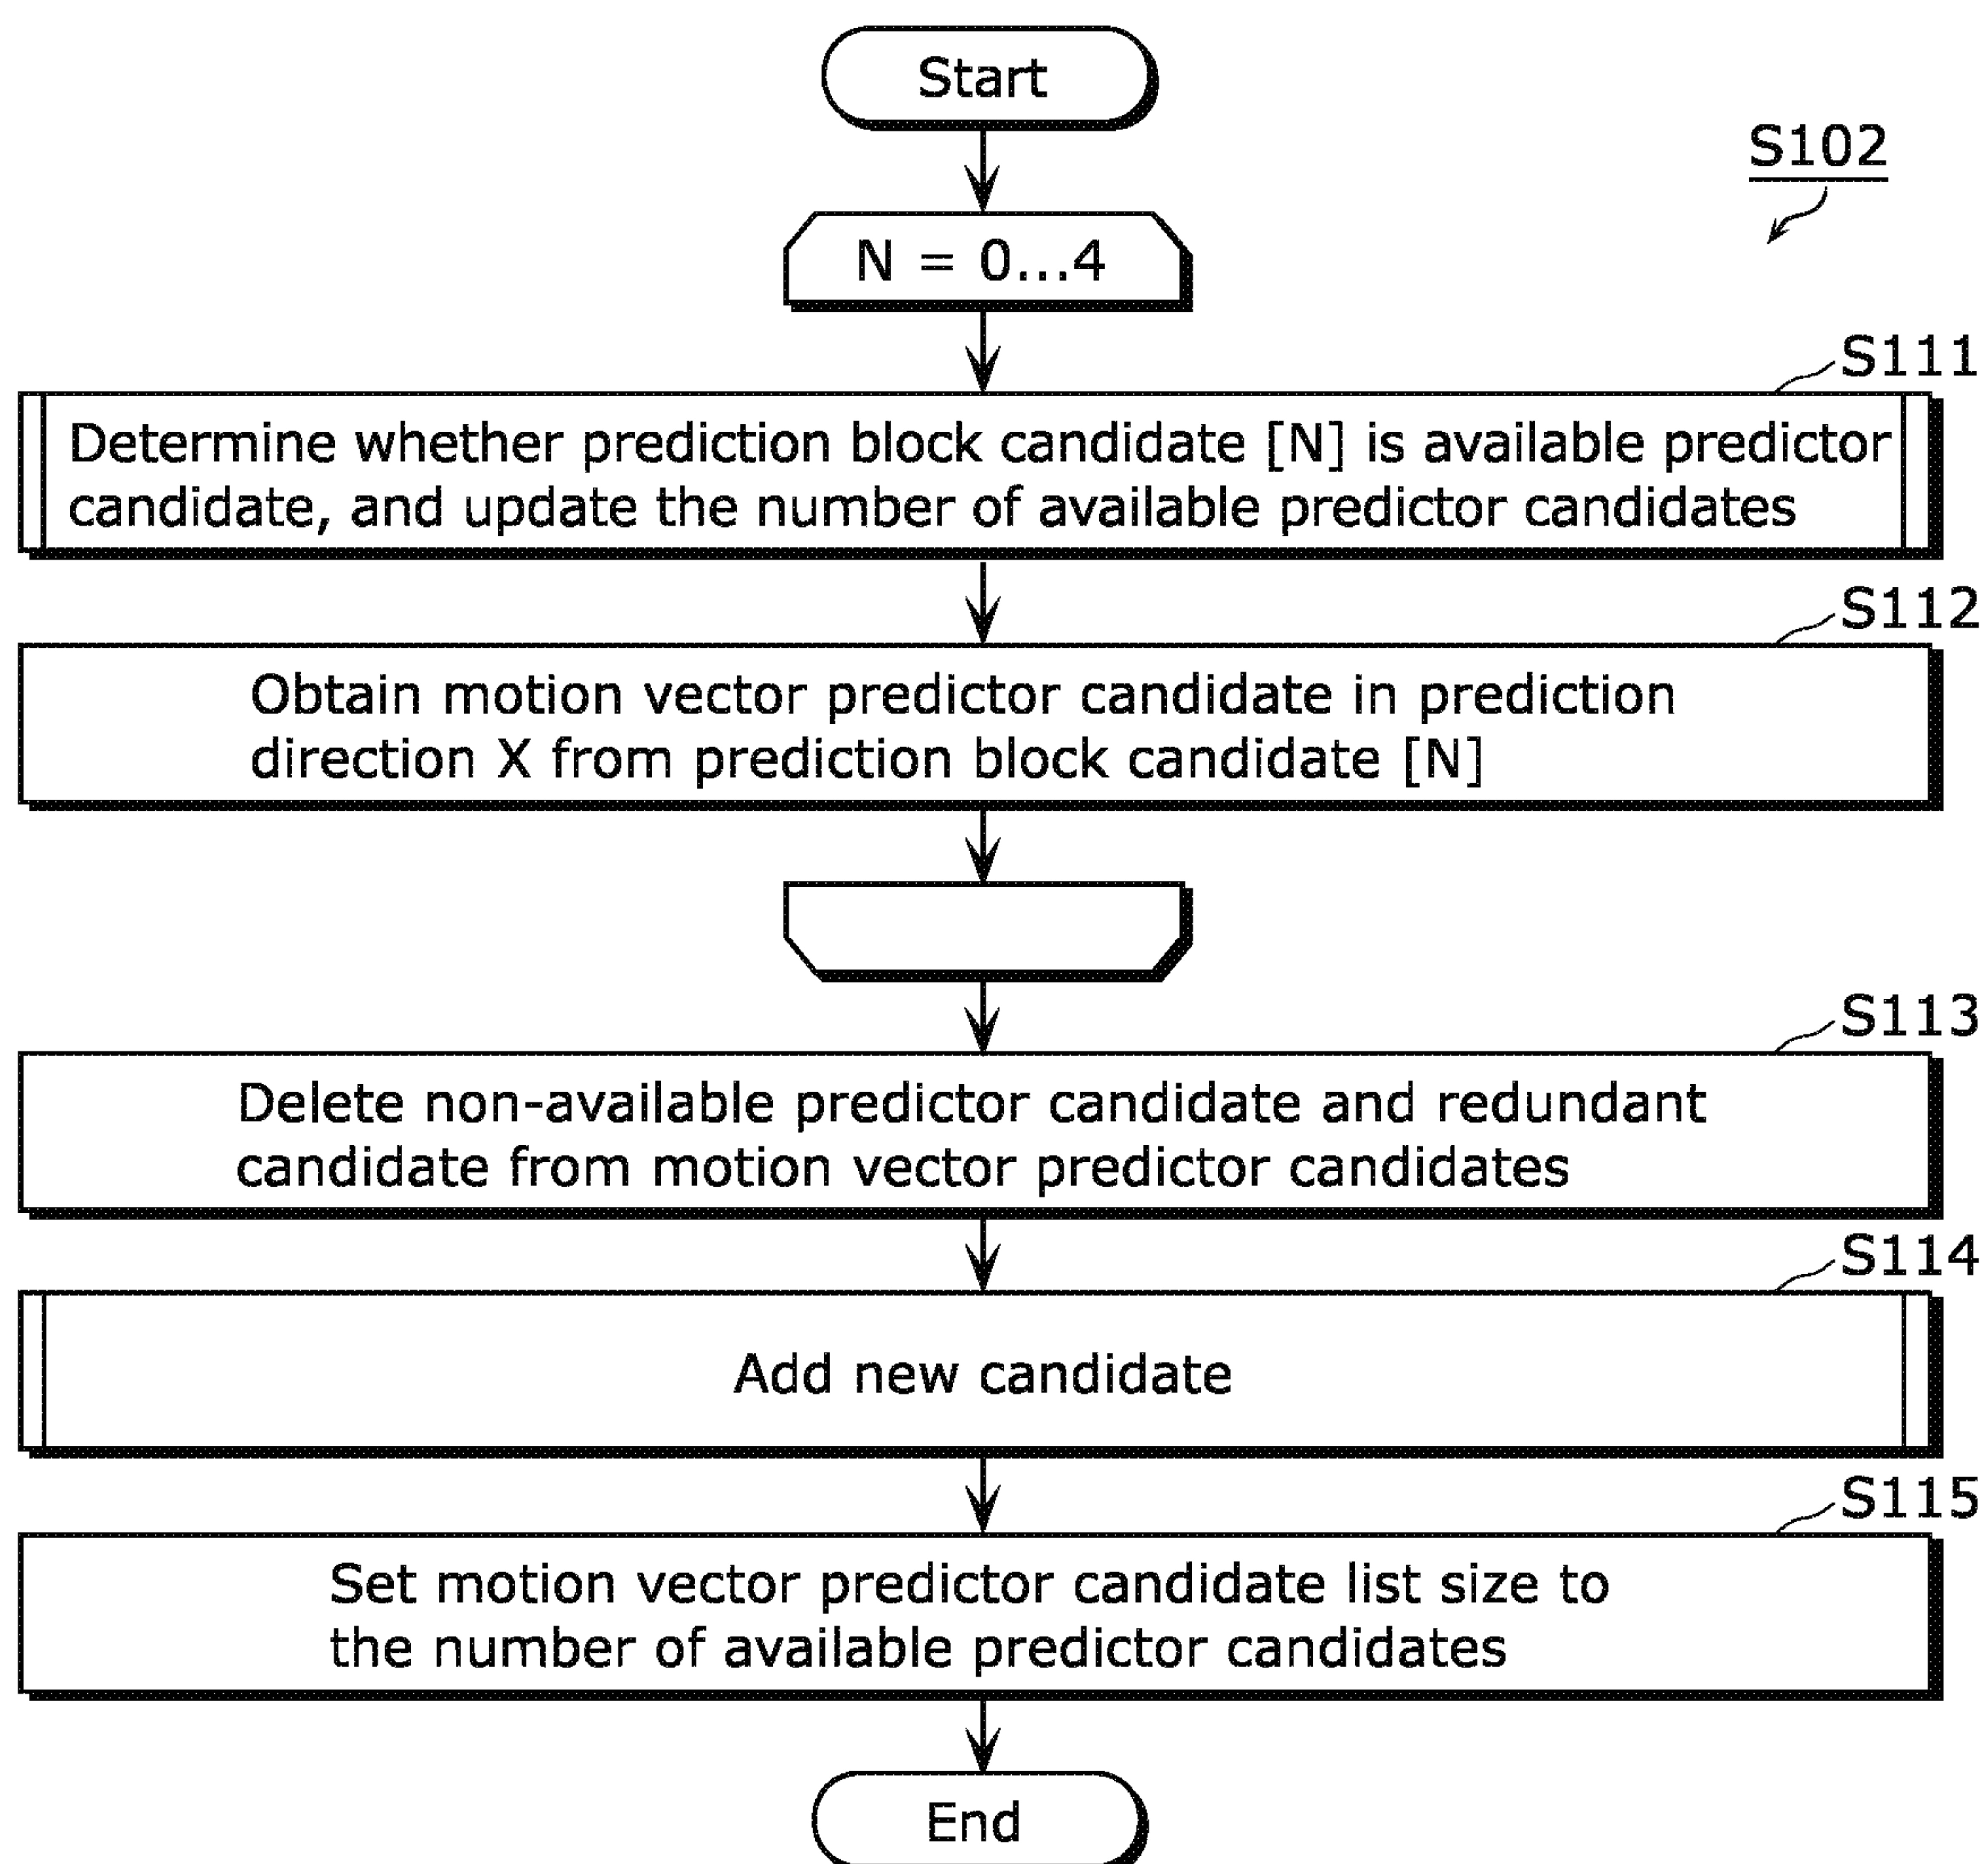 Start
S102
N = 0...4
S111
Determine whether prediction block candidate [N] is available predictor
candidate, and update the number of available predictor candidates
S112
Obtain motion vector predictor candidate in prediction
direction X from prediction block candidate [N]
S113
Delete non-available predictor candidate and redundant
candidate from motion vector predictor candidates
S114
Add new candidate
S115
Set motion vector predictor candidate list size to
the number of available predictor candidates
End